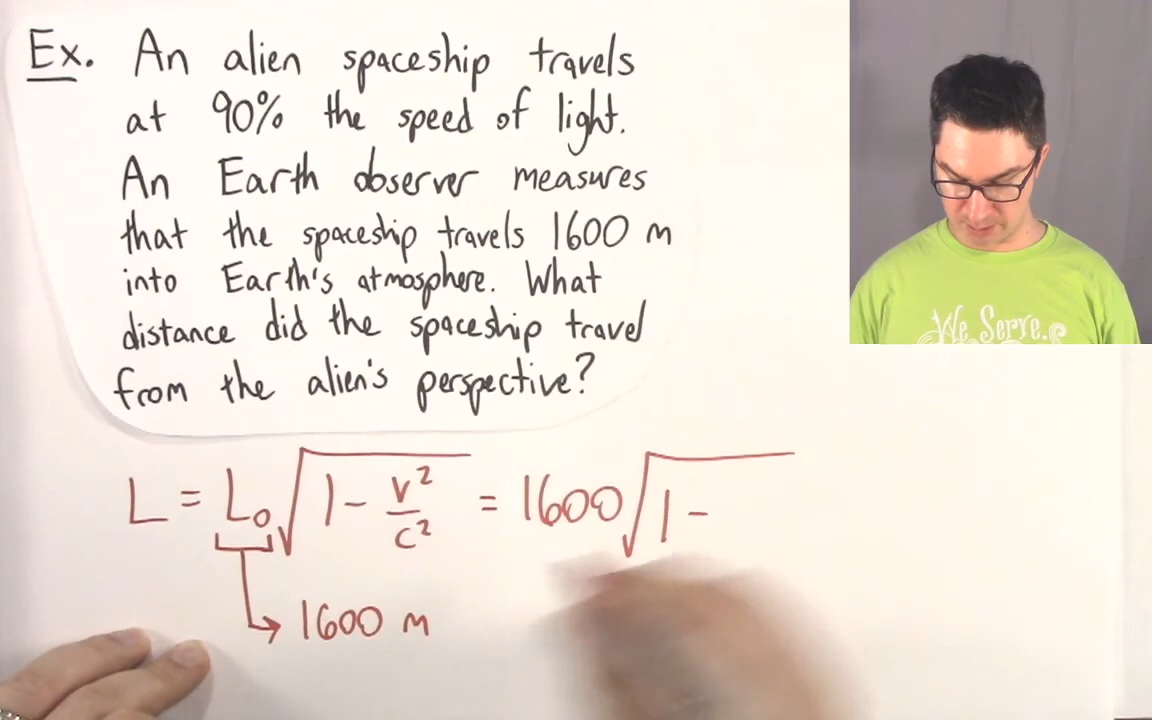 Ex. An alien spaceship travels
at 90% the speed of light.
An Earth observer measures
that the spaceship travels 1600 m
into Earth's atmosphere. What
distance did the spaceship travel
from the alien's perspective?
L = L₀√(1 - v²/c²) = 1600√(1 -
→ 1600 m
We Serve.